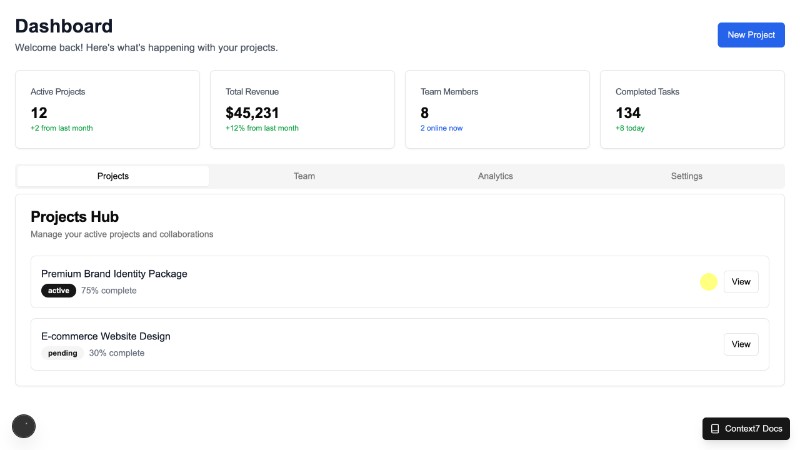 Dashboard
Welcome back! Here's what's happening with your projects.
New Project
Active Projects
12
+2 from last month
Total Revenue
$45,231
+12% from last month
Team Members
8
2 online now
Completed Tasks
134
+8 today
Projects
Team
Analytics
Settings
Projects Hub
Manage your active projects and collaborations
Premium Brand Identity Package
active 75% complete
View
E-commerce Website Design
pending 30% complete
View
Context7 Docs